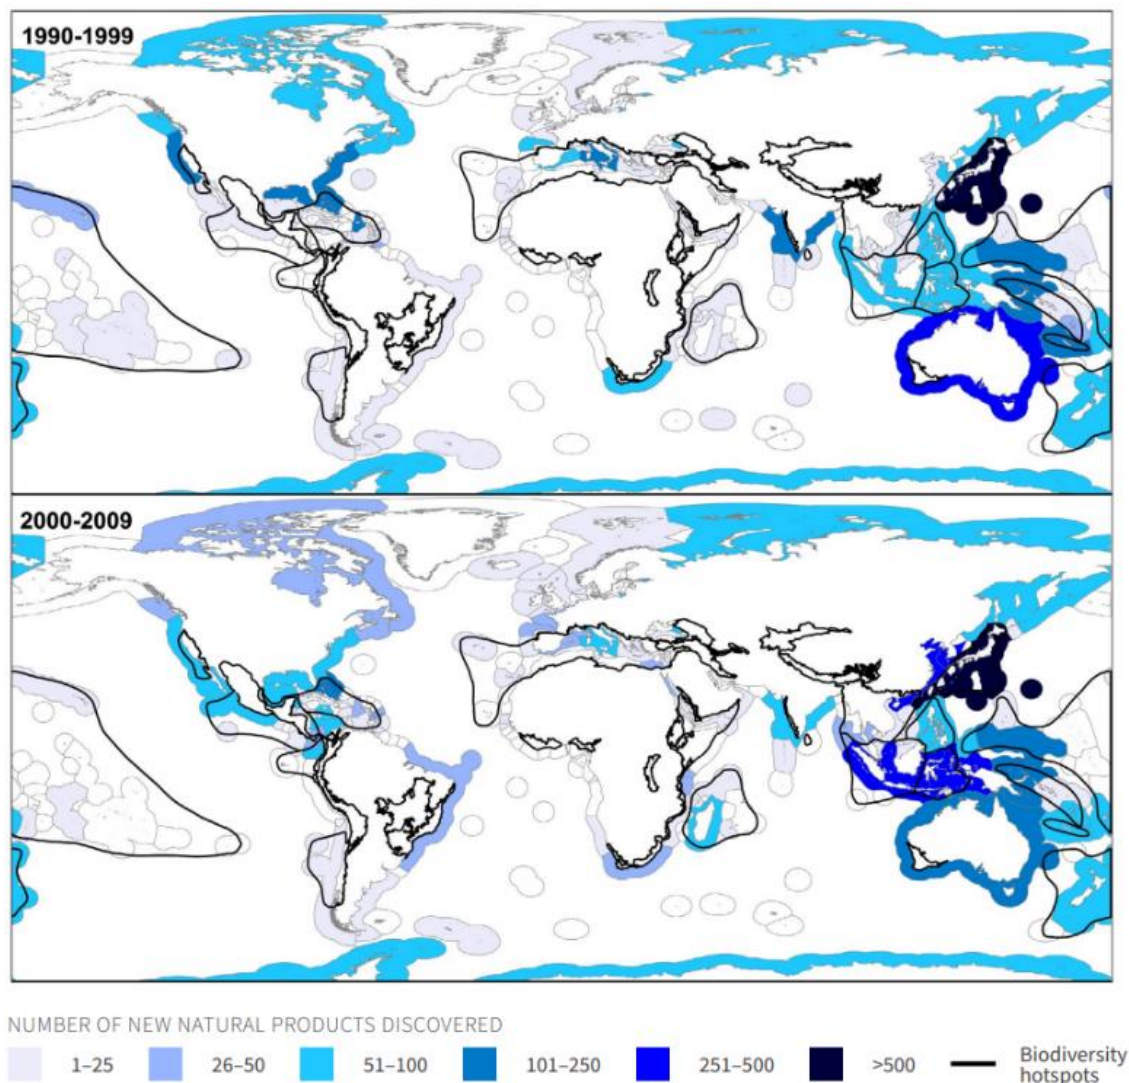 1990-1999
2000-2009
NUMBER OF NEW NATURAL PRODUCTS DISCOVERED
1–25 26–50 51–100 101–250 251–500 >500 Biodiversity
hotspots